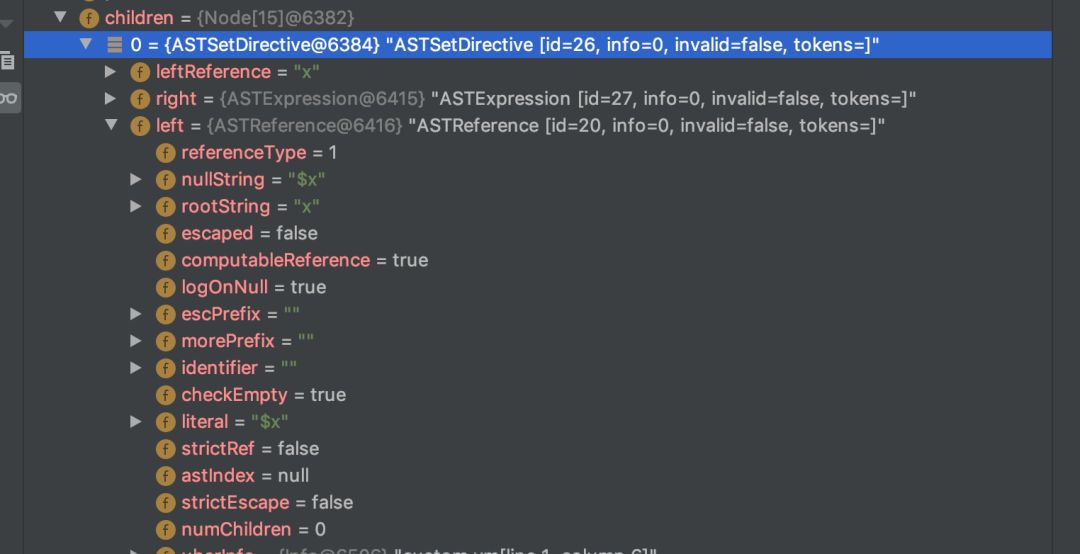 children = {Node[15]@6382}
0 = {ASTSetDirective@6384} "ASTSetDirective [id=26, info=0, invalid=false, tokens=]"
leftReference = "x"
right = {ASTExpression@6415} "ASTExpression [id=27, info=0, invalid=false, tokens=]"
left = {ASTReference@6416} "ASTReference [id=20, info=0, invalid=false, tokens=]"
referenceType = 1
nullString = "$x"
rootString = "x"
escaped = false
computableReference = true
logOnNull = true
escPrefix = ""
morePrefix = ""
identifier = ""
checkEmpty = true
literal = "$x"
strictRef = false
astIndex = null
strictEscape = false
numChildren = 0